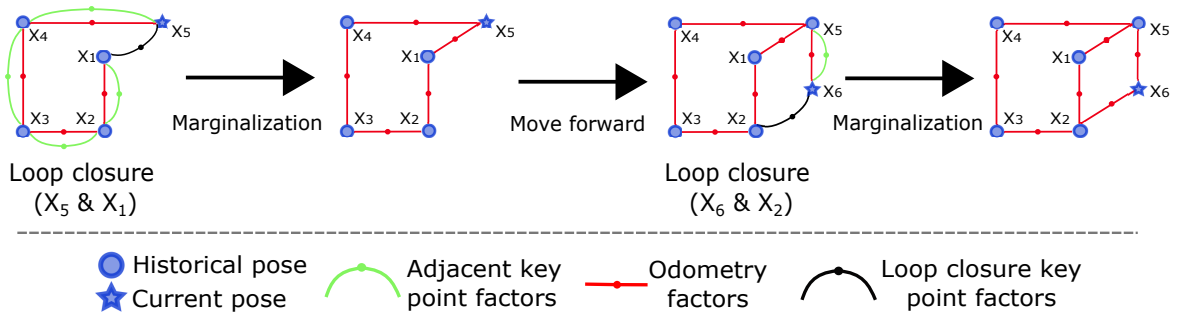 X4
X5
X1
X3
X2
Loop closure
(X5 & X1)
Marginalization
X4
X5
X1
X3
X2
Move forward
X4
X5
X1
X6
X3
X2
Loop closure
(X6 & X2)
Marginalization
X4
X5
X1
X6
X3
X2
Historical pose
Current pose
Adjacent key
point factors
Odometry
factors
Loop closure key
point factors